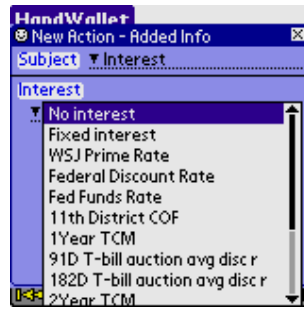 HandWallet
New Action - Added Info
Subject Interest
Interest
No interest
Fixed interest
WSJ Prime Rate
Federal Discount Rate
Fed Funds Rate
11th District COF
1Year TCM
91D T-bill auction avg disc r
182D T-bill auction avg disc r
2Year TCM